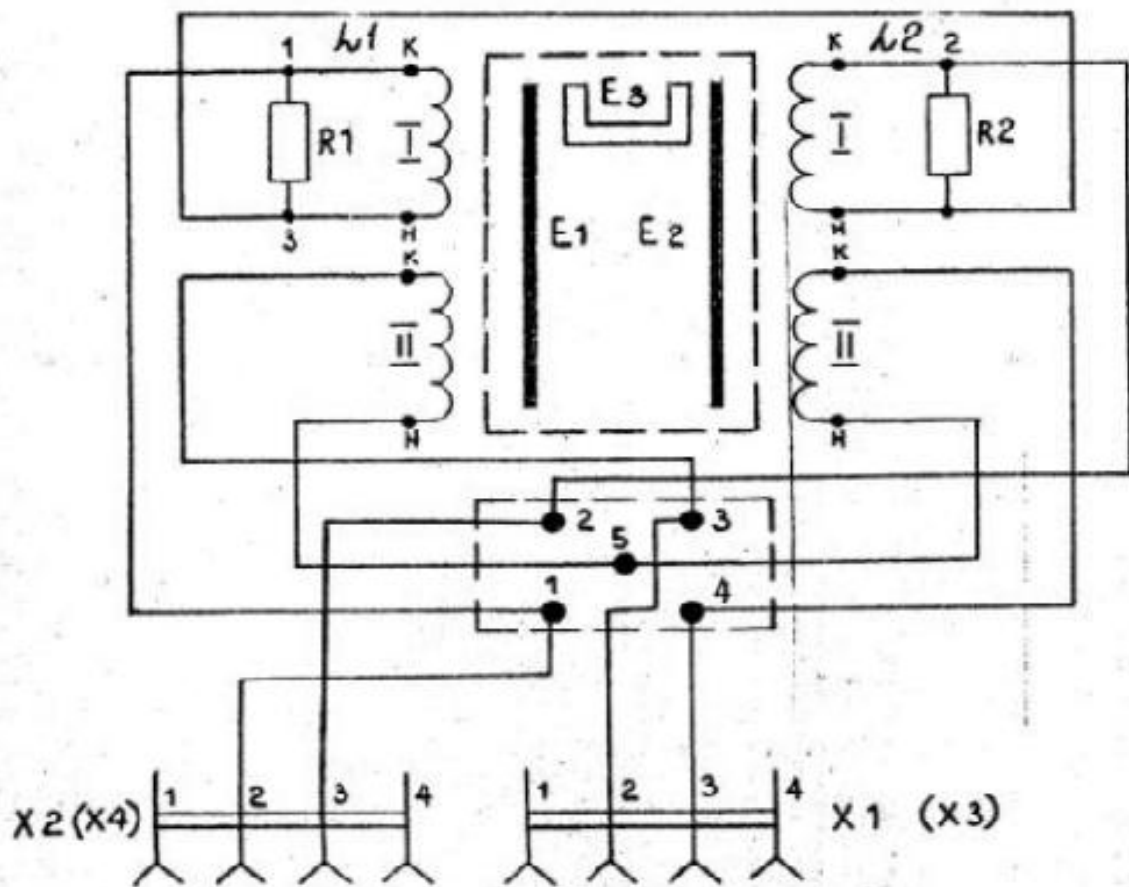 1 L1 K K L2 2
E3
R1 I I R2
3 H H
K E1 E2 K
II II
H H
2 3
5
1 4
1 2 3 4 1 2 3 4
X2 (X4) X1 (X3)